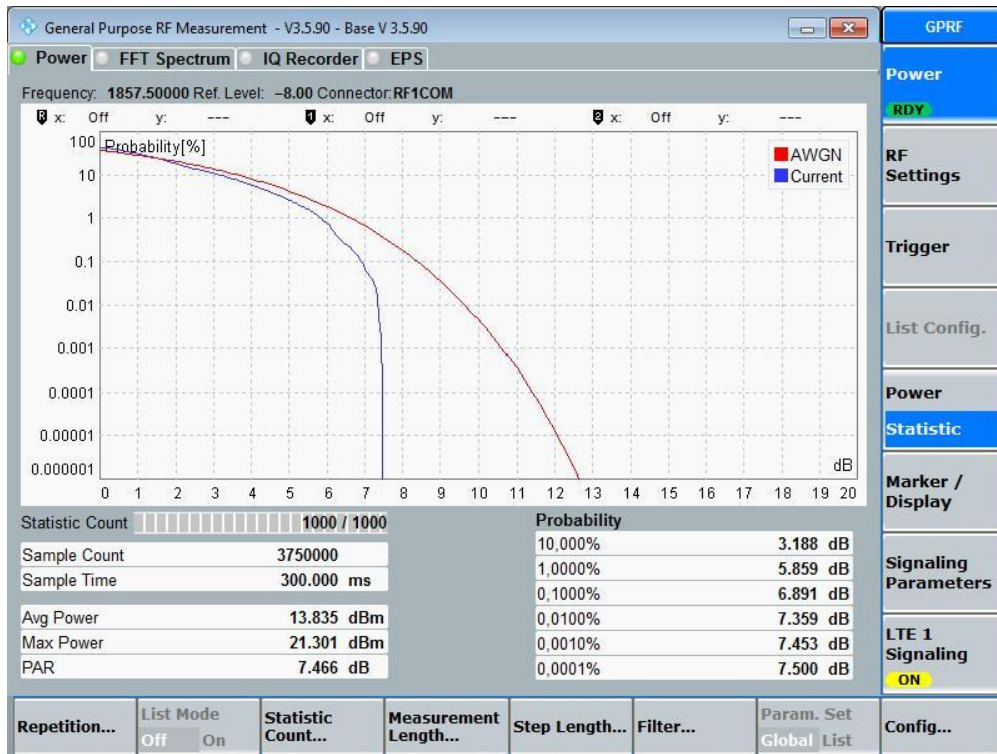 General Purpose RF Measurement - V3.5.90 - Base V 3.5.90
GPRF
Power FFT Spectrum IQ Recorder EPS
Frequency: 1857.50000 Ref. Level: -8.00 Connector:RF1COM
R x: Off y: --- 1 x: Off y: --- 2 x: Off y: ---
Probability[%]
AWGN
Current
100
10
1
0.1
0.01
0.001
0.0001
0.00001
0.000001
dB
0 1 2 3 4 5 6 7 8 9 10 11 12 13 14 15 16 17 18 19 20
Statistic Count 1000 / 1000
Sample Count 3750000
Sample Time 300.000 ms
Avg Power 13.835 dBm
Max Power 21.301 dBm
PAR 7.466 dB
Probability
10,000% 3.188 dB
1,0000% 5.859 dB
0,1000% 6.891 dB
0,0100% 7.359 dB
0,0010% 7.453 dB
0,0001% 7.500 dB
Power
RDY
RF
Settings
Trigger
List Config.
Power
Statistic
Marker /
Display
Signaling
Parameters
LTE 1
Signaling
ON
Repetition...
List Mode
Off On
Statistic
Count...
Measurement
Length...
Step Length...
Filter...
Param. Set
Global List
Config...